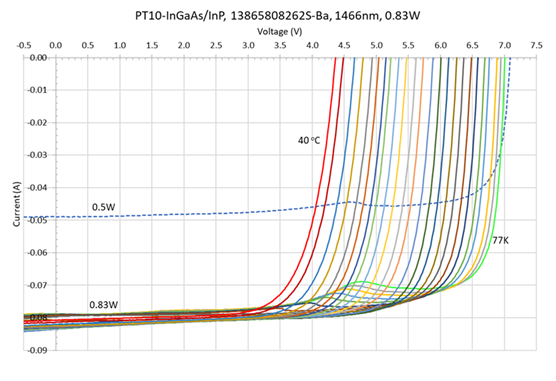 PT10-InGaAs/InP, 13865808262S-Ba, 1466nm, 0.83W
Voltage (V)
-0.5 0.0 0.5 1.0 1.5 2.0 2.5 3.0 3.5 4.0 4.5 5.0 5.5 6.0 6.5 7.0 7.5
0.00
-0.01
-0.02
40 °C
-0.03
-0.04
0.5W
Current (A)
-0.05
77K
-0.06
-0.07
0.83W
-0.08
-0.09